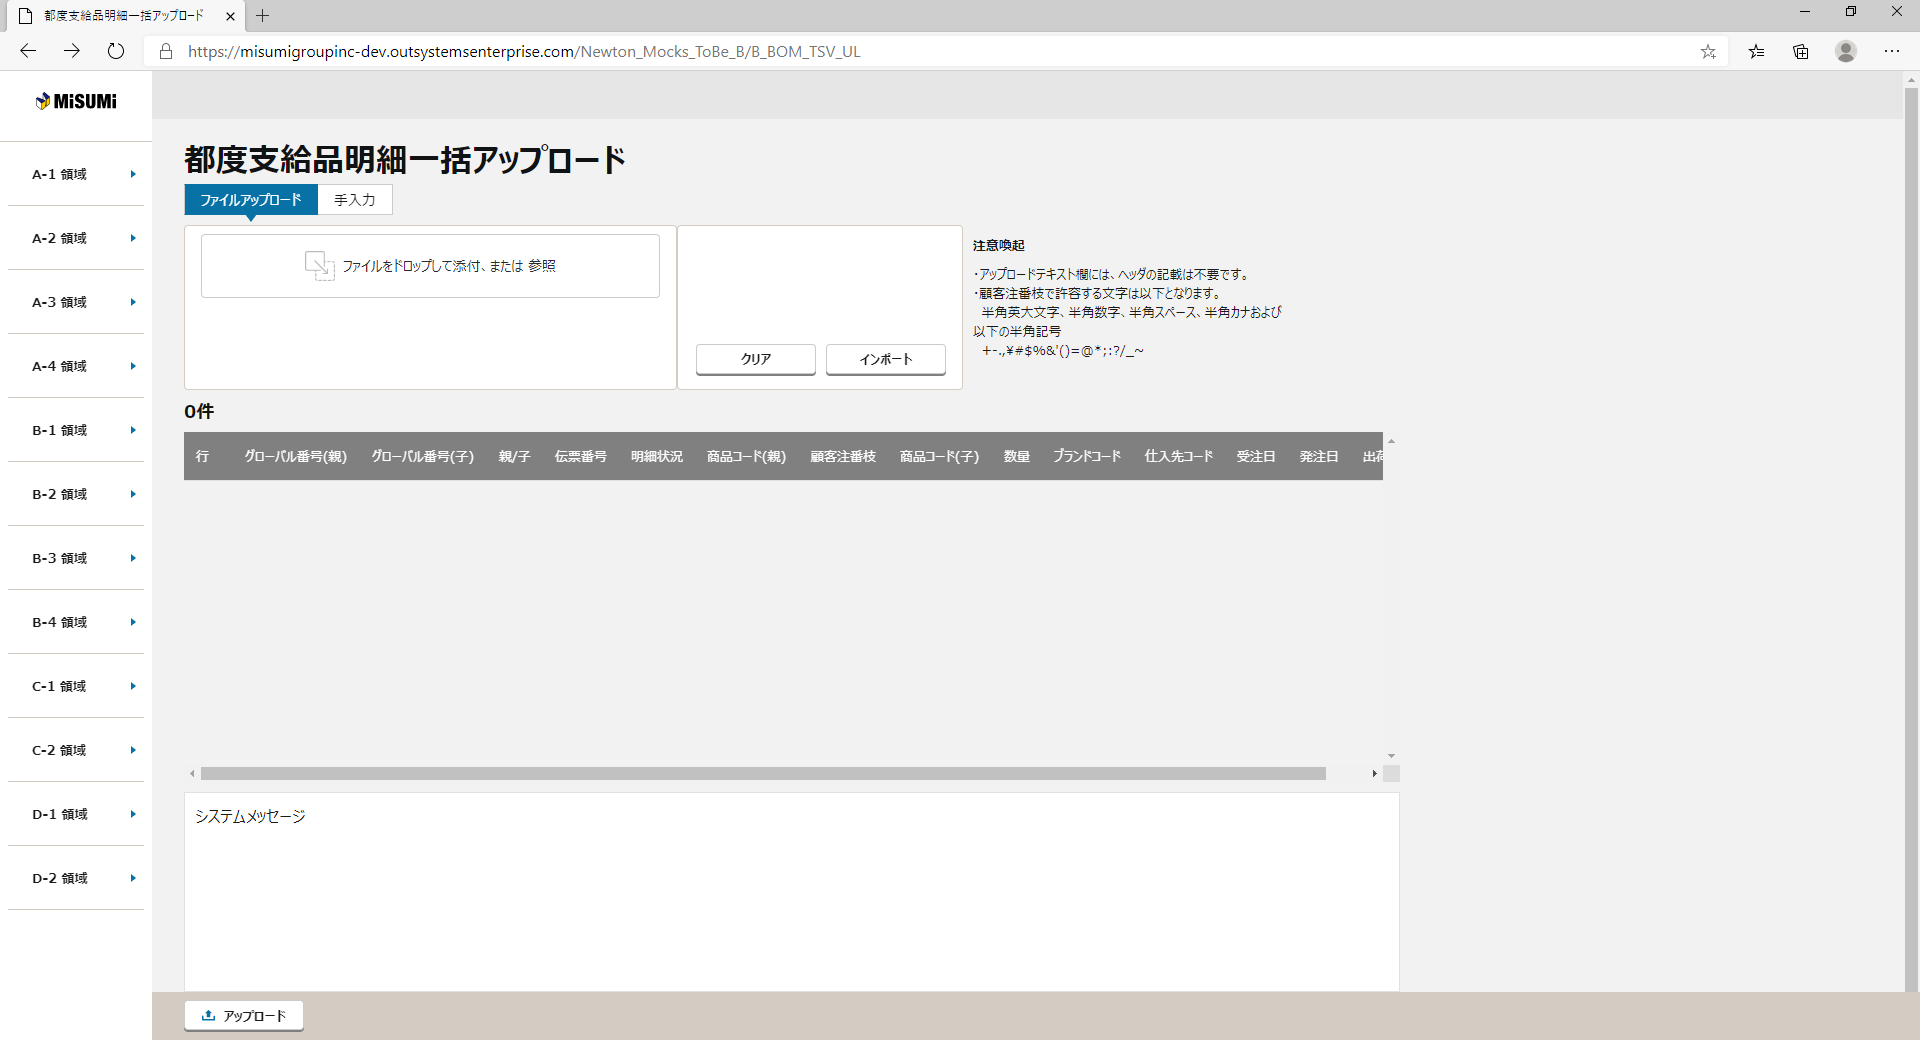 都度支給品明細一括アップロード
https://misumigroupinc-dev.outsystemsenterprise.com/Newton_Mocks_ToBe_B/B_BOM_TSV_UL
MiSUMi
A-1 領域
A-2 領域
A-3 領域
A-4 領域
B-1 領域
B-2 領域
B-3 領域
B-4 領域
C-1 領域
C-2 領域
D-1 領域
D-2 領域
都度支給品明細一括アップロード
ファイルアップロード 手入力
ファイルをドロップして添付、または 参照
クリア インポート
注意喚起
・アップロードテキスト欄には、ヘッダの記載は不要です。
・顧客注番枝で許容する文字は以下となります。
半角英大文字、半角数字、半角スペース、半角カナおよび
以下の半角記号
+-.,¥#$%&'()=@*;:?/_~
0件
行 グローバル番号(親) グローバル番号(子) 親/子 伝票番号 明細状況 商品コード(親) 顧客注番枝 商品コード(子) 数量 ブランドコード 仕入先コード 受注日 発注日 出荷
システムメッセージ
アップロード